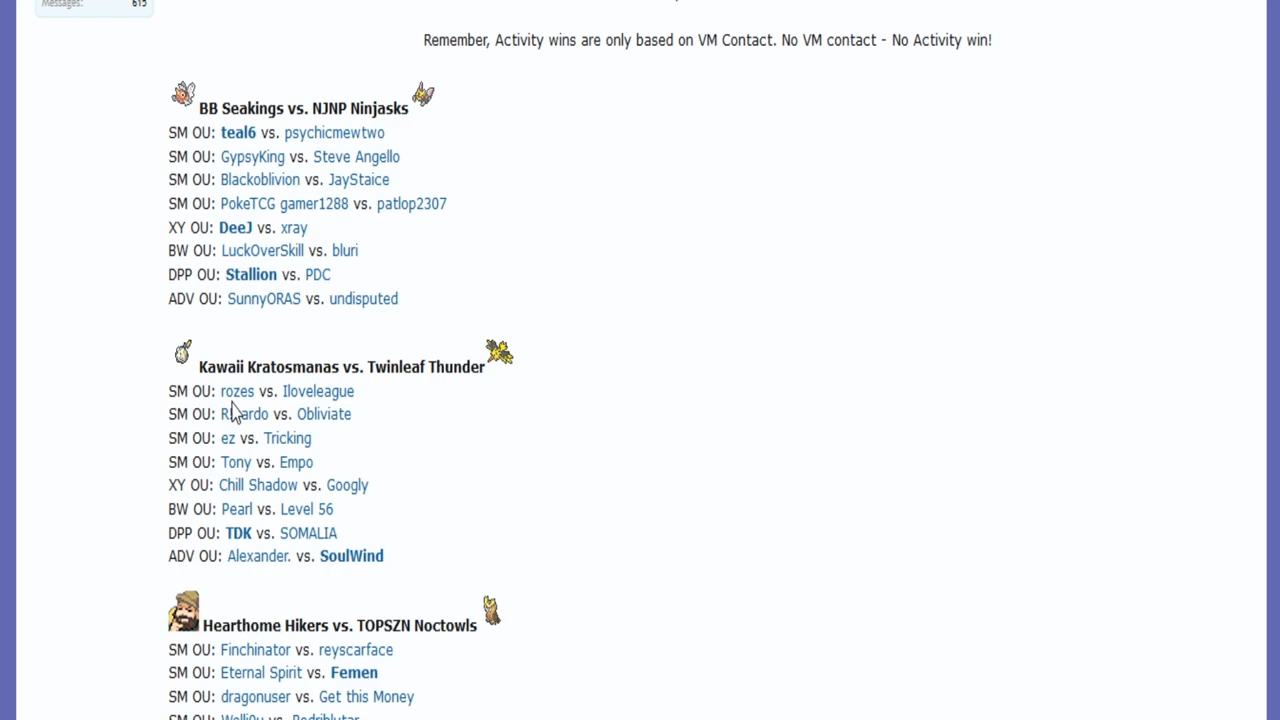 Messages: 615
Remember, Activity wins are only based on VM Contact. No VM contact - No Activity win!
BB Seakings vs. NJNP Ninjasks
SM OU: teal6 vs. psychicmewtwo
SM OU: GypsyKing vs. Steve Angello
SM OU: Blackoblivion vs. JayStaice
SM OU: PokeTCG gamer1288 vs. patlop2307
XY OU: DeeJ vs. xray
BW OU: LuckOverSkill vs. bluri
DPP OU: Stallion vs. PDC
ADV OU: SunnyORAS vs. undisputed
Kawaii Kratosmanas vs. Twinleaf Thunder
SM OU: rozes vs. Iloveleague
SM OU: vs. Obliviate
SM OU: ez vs. Tricking
SM OU: Tony vs. Empo
XY OU: Chill Shadow vs. Googly
BW OU: Pearl vs. Level 56
DPP OU: TDK vs. SOMALIA
ADV OU: Alexander. vs. SoulWind
Hearthome Hikers vs. TOPSZN Noctowls
SM OU: Finchinator vs. reyscarface
SM OU: Eternal Spirit vs. Femen
SM OU: dragonuser vs. Get this Money
SM OU: vs.